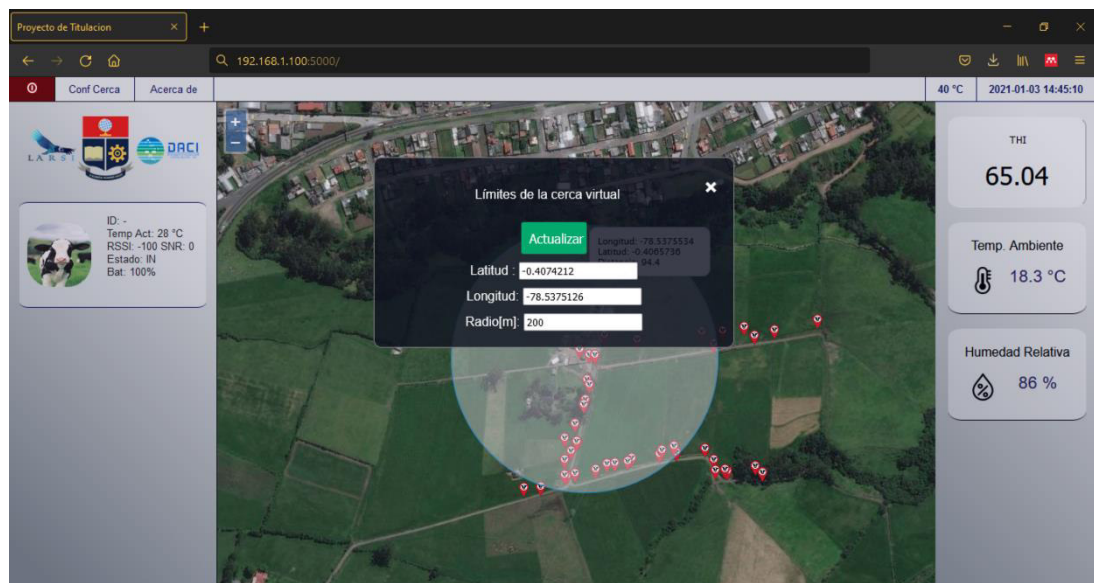 Proyecto de Titulacion
192.168.1.100:5000/
Conf Cerca
Acerca de
40 °C
2021-01-03 14:45:10
L.A.R.S.I
DACI
ID: -
Temp Act: 28 °C
RSSI: -100 SNR: 0
Estado: IN
Bat: 100%
+
−
Límites de la cerca virtual
Actualizar
Longitud: -78.5375534
Latitud: -0.4065736
94.4
Latitud : -0.4074212
Longitud: -78.5375126
Radio[m]: 200
THI
65.04
Temp. Ambiente
18.3 °C
Humedad Relativa
86 %